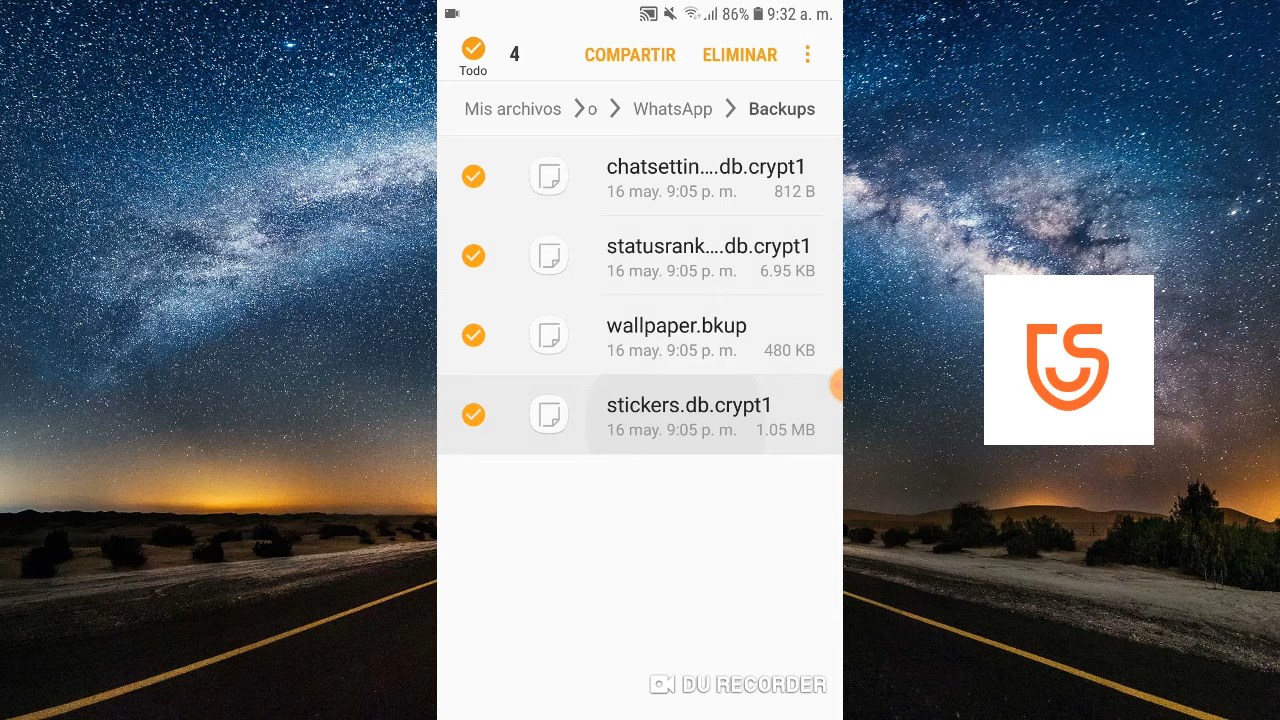 86% 9:32 a. m.
4 COMPARTIR ELIMINAR
Todo
Mis archivos o WhatsApp Backups
chatsettin....db.crypt1
16 may. 9:05 p. m. 812 B
statusrank....db.crypt1
16 may. 9:05 p. m. 6.95 KB
wallpaper.bkup
16 may. 9:05 p. m. 480 KB
stickers.db.crypt1
16 may. 9:05 p. m. 1.05 MB
DU RECORDER